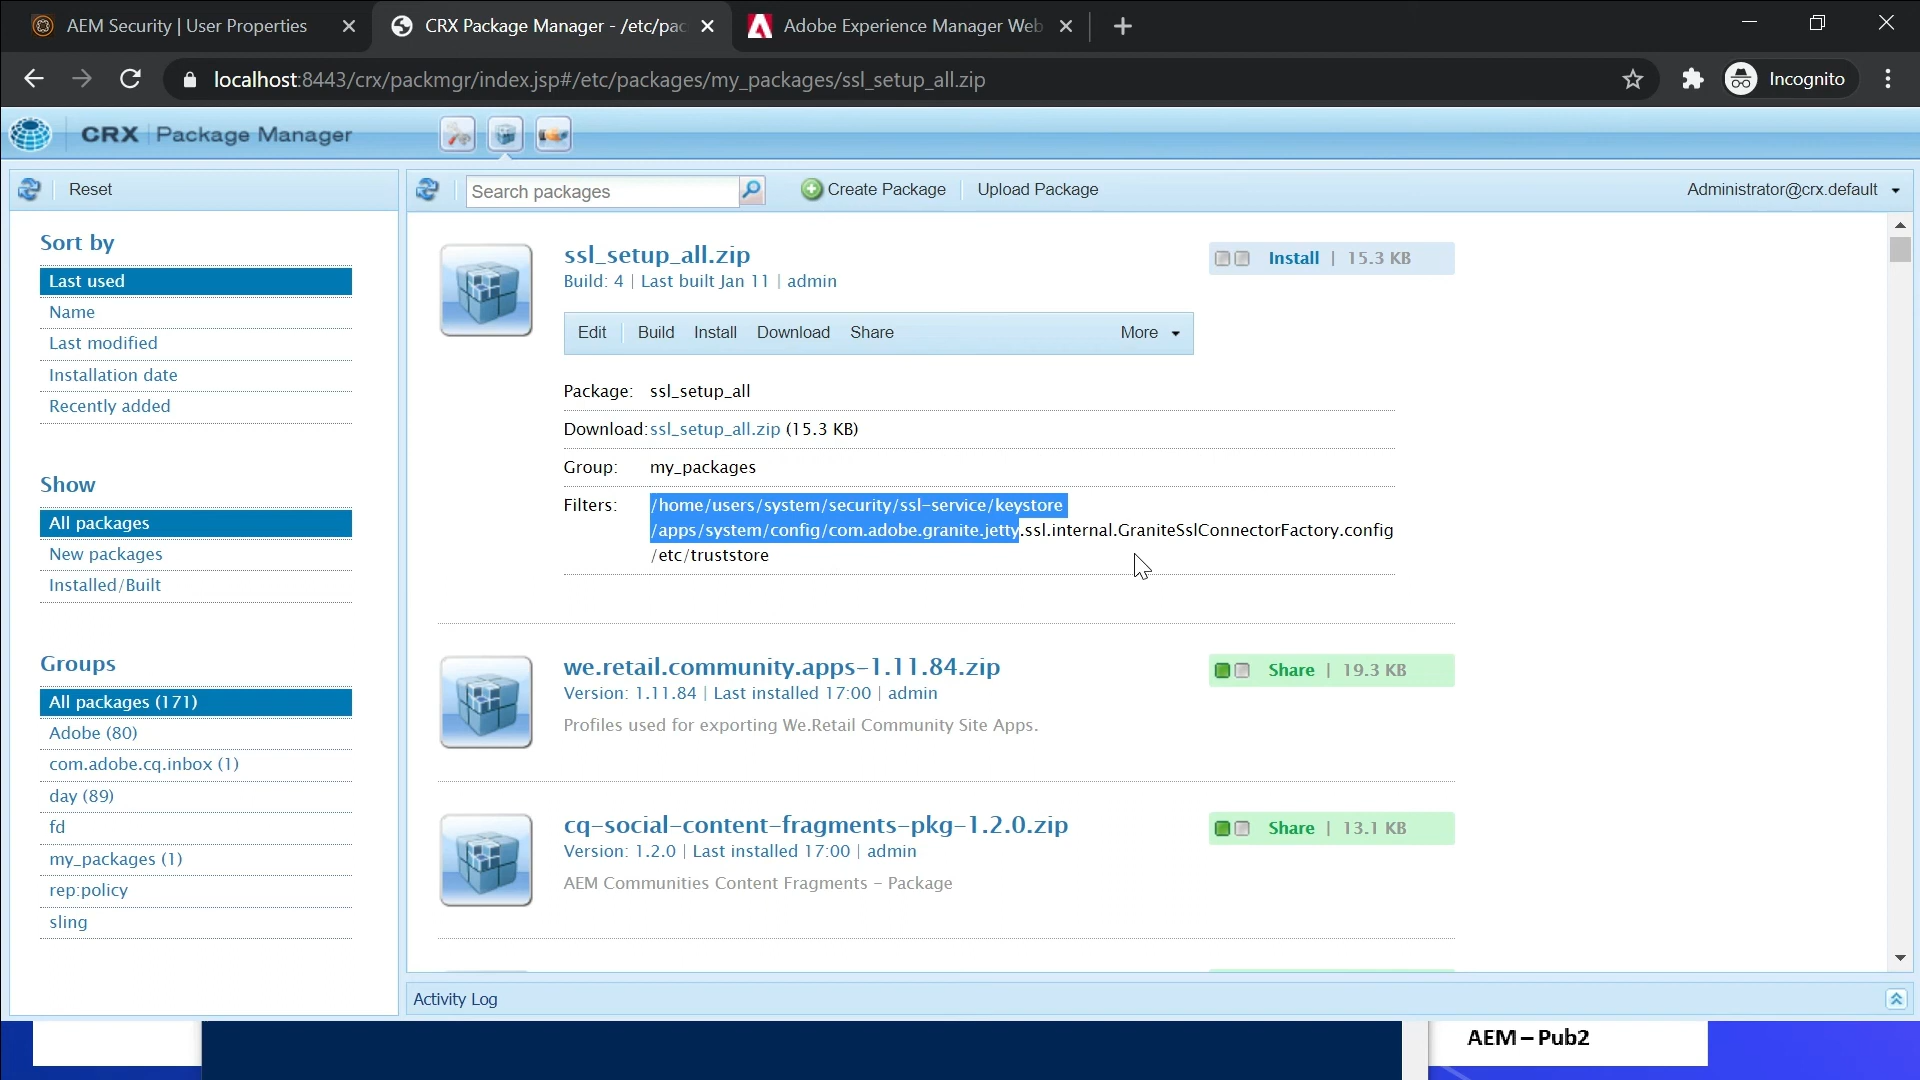 AEM Security | User Properties
CRX Package Manager - /etc/pac
Adobe Experience Manager Web
localhost:8443/crx/packmgr/index.jsp#/etc/packages/my_packages/ssl_setup_all.zip
Incognito
CRX Package Manager
Reset
Search packages
Create Package
Upload Package
Administrator@crx.default
Sort by
Last used
Name
Last modified
Installation date
Recently added
Show
All packages
New packages
Installed/Built
Groups
All packages (171)
Adobe (80)
com.adobe.cq.inbox (1)
day (89)
fd
my_packages (1)
rep:policy
sling
ssl_setup_all.zip
Build: 4 | Last built Jan 11 | admin
Install | 15.3 KB
Edit Build Install Download Share More
Package: ssl_setup_all
Download: ssl_setup_all.zip (15.3 KB)
Group: my_packages
Filters: /home/users/system/security/ssl-service/keystore
/apps/system/config/com.adobe.granite.jetty.ssl.internal.GraniteSslConnectorFactory.config
/etc/truststore
we.retail.community.apps-1.11.84.zip
Version: 1.11.84 | Last installed 17:00 | admin
Share | 19.3 KB
Profiles used for exporting We.Retail Community Site Apps.
cq-social-content-fragments-pkg-1.2.0.zip
Version: 1.2.0 | Last installed 17:00 | admin
Share | 13.1 KB
AEM Communities Content Fragments - Package
Activity Log
AEM – Pub2